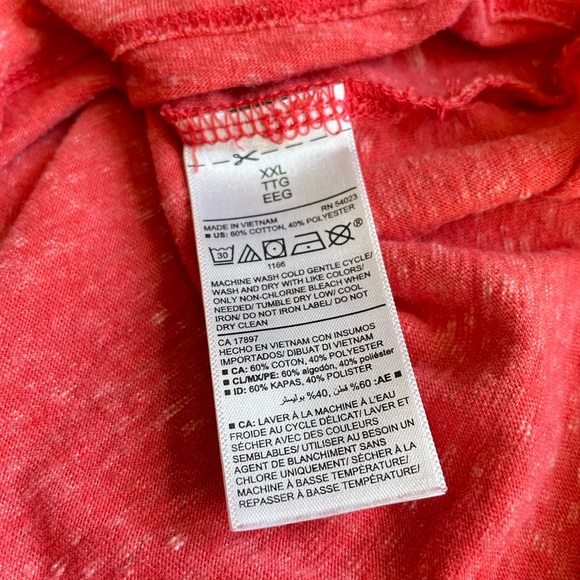 XXL
TTG
EEG
RN 54023
MADE IN VIETNAM
■ US: 60% COTTON, 40% POLYESTER
30
1166
MACHINE WASH COLD GENTLE CYCLE/
WASH AND DRY WITH LIKE COLORS/
ONLY NON-CHLORINE BLEACH WHEN
NEEDED/ TUMBLE DRY LOW/ COOL
IRON/ DO NOT IRON LABEL/ DO NOT
DRY CLEAN
CA 17897
HECHO EN VIETNAM CON INSUMOS
IMPORTADOS/ DIBUAT DI VIETNAM
■ CA: 60% COTON, 40% POLYESTER
■ CL/MX/PE: 60% algodón, 40% poliéster
■ ID: 60% KAPAS, 40% POLISTER
■ AE: 60% قطن, 40% بوليستر
■ CA: LAVER À LA MACHINE À L'EAU
FROIDE AU CYCLE DÉLICAT/ LAVER ET
SÉCHER AVEC DES COULEURS
SEMBLABLES/ UTILISER AU BESOIN UN
AGENT DE BLANCHIMENT SANS
CHLORE UNIQUEMENT/ SÉCHER À LA
MACHINE À BASSE TEMPÉRATURE/
REPASSER À BASSE TEMPÉRATURE/